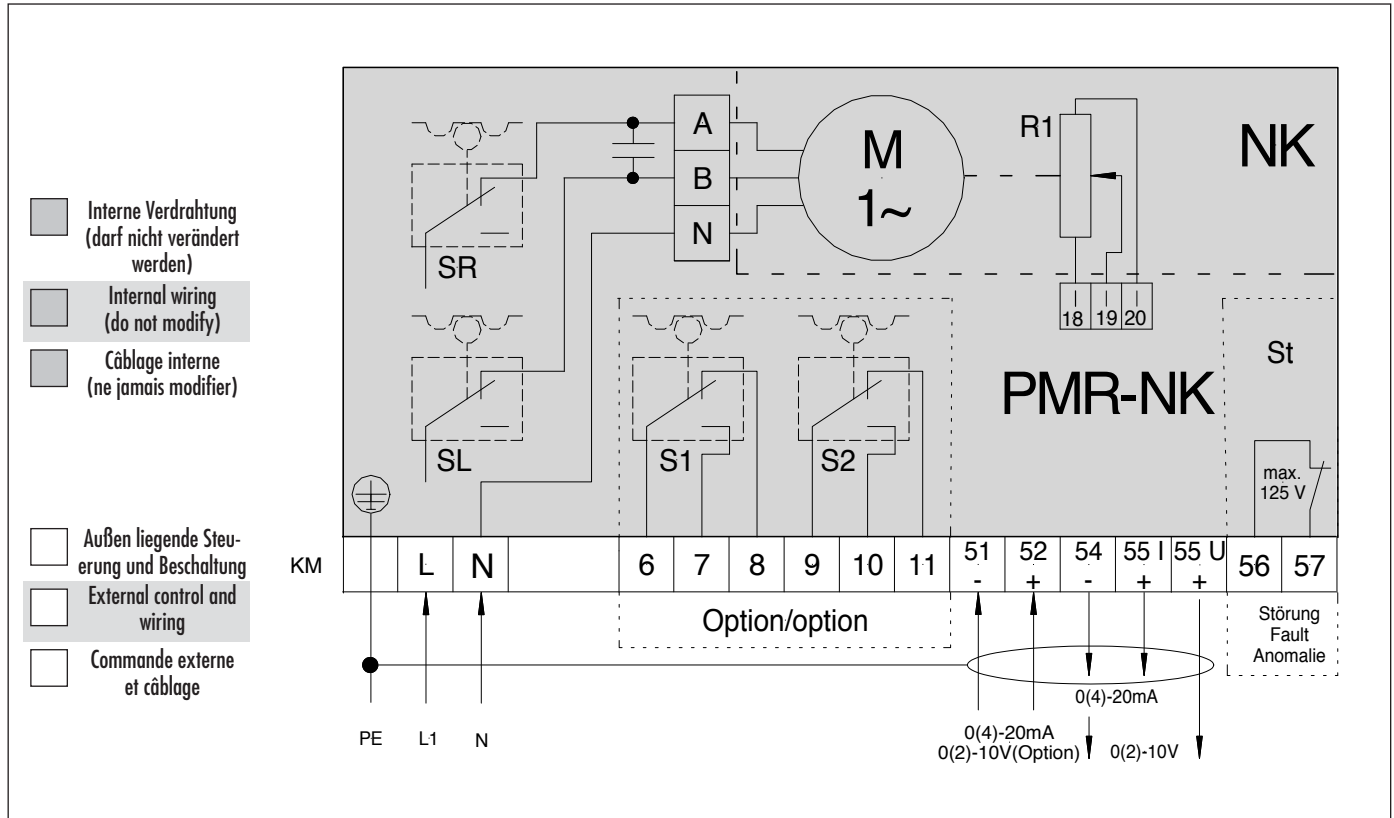 Interne Verdrahtung
(darf nicht verändert
werden)
Internal wiring
(do not modify)
Câblage interne
(ne jamais modifier)
Außen liegende Steu-
erung und Beschaltung
External control and
wiring
Commande externe
et câblage
SR
A
B
N
M
1~
R1
NK
18 19 20
SL
S1
S2
PMR-NK
St
max.
125 V
KM
L N 6 7 8 9 10 11 51 52 54 55 I 55 U 56 57
- + - + +
Option/option
Störung
Fault
Anomalie
0(4)-20mA
PE L1 N
0(4)-20mA
0(2)-10V(Option)
0(2)-10V